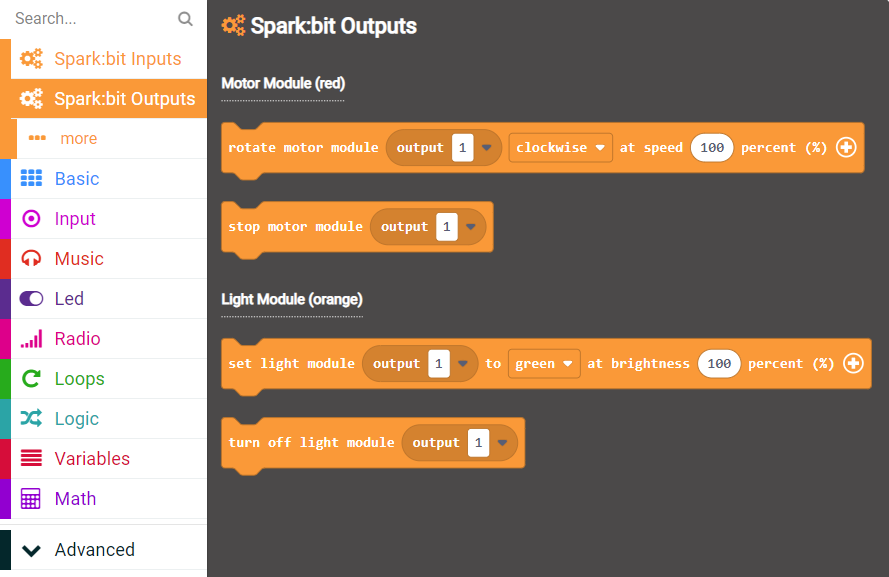 Search...
Spark:bit Inputs
Spark:bit Outputs
more
Basic
Input
Music
Led
Radio
Loops
Logic
Variables
Math
Advanced
Spark:bit Outputs
Motor Module (red)
rotate motor module output 1 clockwise at speed 100 percent (%)
stop motor module output 1
Light Module (orange)
set light module output 1 to green at brightness 100 percent (%)
turn off light module output 1